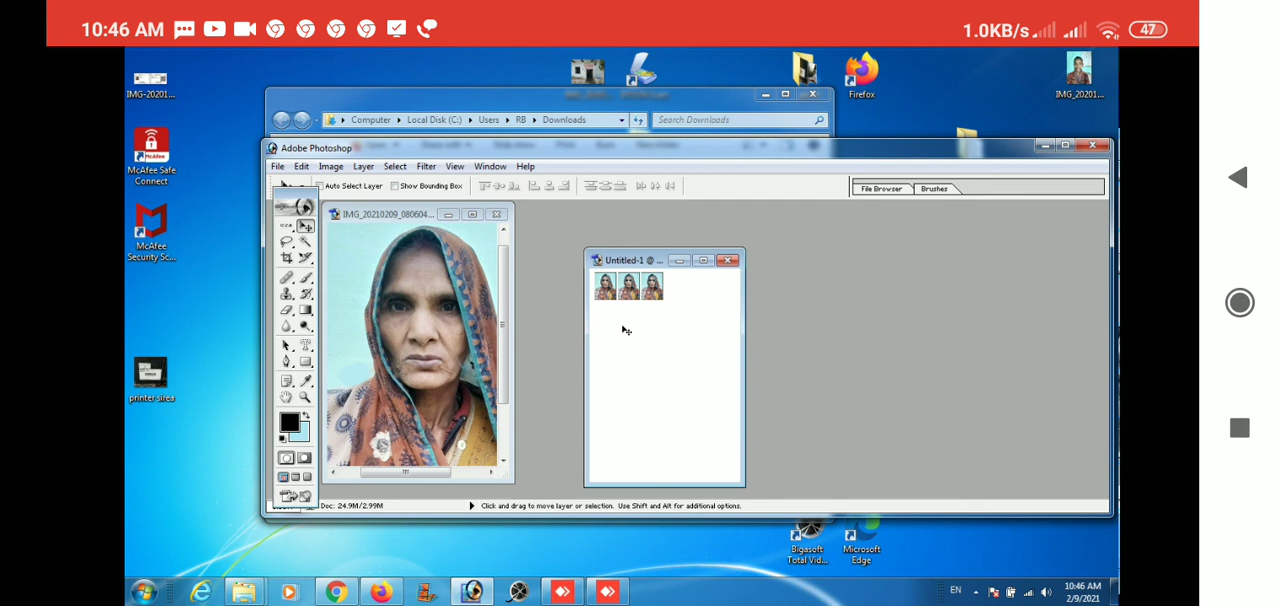 10:46 AM
1.0KB/s
47
IMG-20201...
Firefox
IMG_20201...
Computer
Local Disk (C:)
Users
RB
Downloads
Search Downloads
McAfee Safe
Connect
Adobe Photoshop
File Edit Image Layer Select Filter View Window Help
Auto Select Layer
Show Bounding Box
File Browser
Brushes
IMG_20210209_080604...
McAfee
Security Sc...
Untitled-1 @ ...
printer sirea
Doc: 24.9M/2.99M
Click and drag to move layer or selection. Use Shift and Alt for additional options.
Bigasoft
Total Vid...
Microsoft
Edge
EN
10:46 AM
2/9/2021